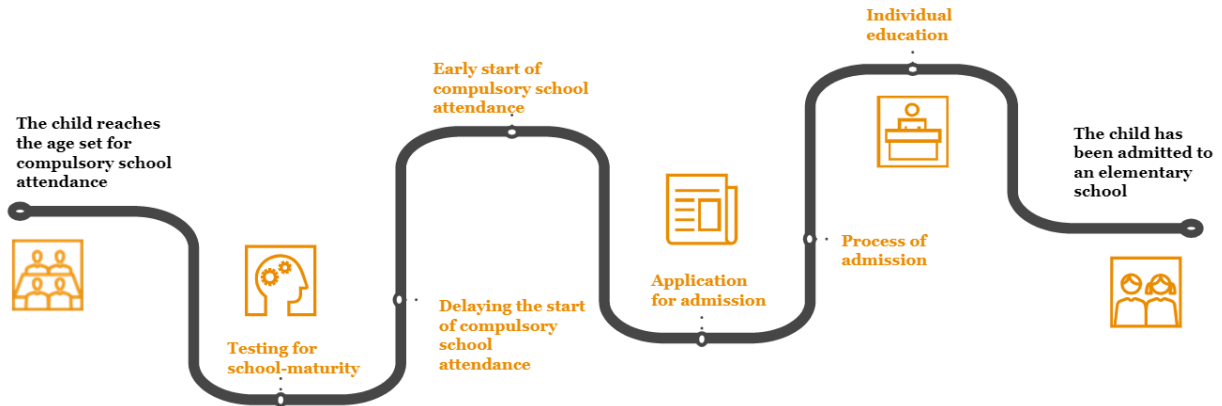 The child reaches
the age set for
compulsory school
attendance
Testing for
school-maturity
Delaying the start
of compulsory
school
attendance
Early start of
compulsory school
attendance
Application
for admission
Process of
admission
Individual
education
The child has
been admitted to
an elementary
school